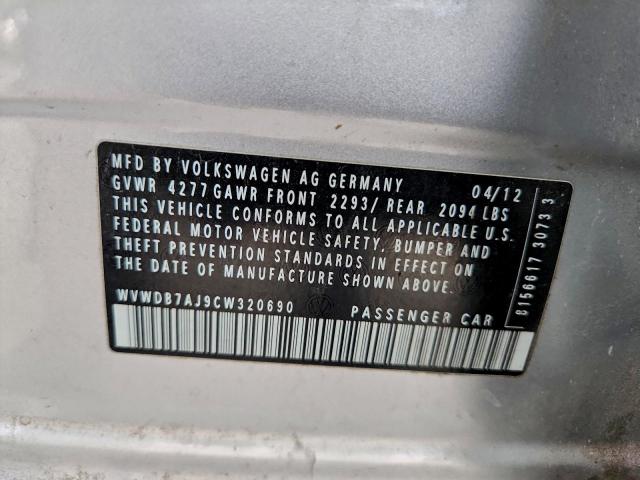 MFD BY VOLKSWAGEN AG GERMANY 04/12
GVWR 4277 GAWR FRONT 2293/ REAR 2094 LBS
THIS VEHICLE CONFORMS TO ALL APPLICABLE U.S.
FEDERAL MOTOR VEHICLE SAFETY, BUMPER AND
THEFT PREVENTION STANDARDS IN EFFECT ON
THE DATE OF MANUFACTURE SHOWN ABOVE.
WVWDB7AJ9CW320690 PASSENGER CAR
8156617 3073 3